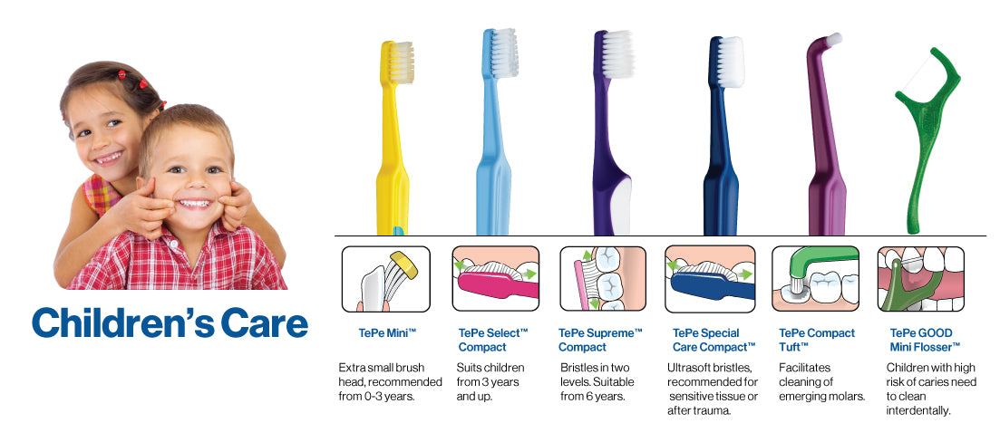 Children's Care
TePe Mini™
Extra small brush
head, recommended
from 0-3 years.
TePe Select™
Compact
Suits children
from 3 years
and up.
TePe Supreme™
Compact
Bristles in two
levels. Suitable
from 6 years.
TePe Special
Care Compact™
Ultrasoft bristles,
recommended for
sensitive tissue or
after trauma.
TePe Compact
Tuft™
Facilitates
cleaning of
emerging molars.
TePe GOOD
Mini Flosser™
Children with high
risk of caries need
to clean
interdentally.